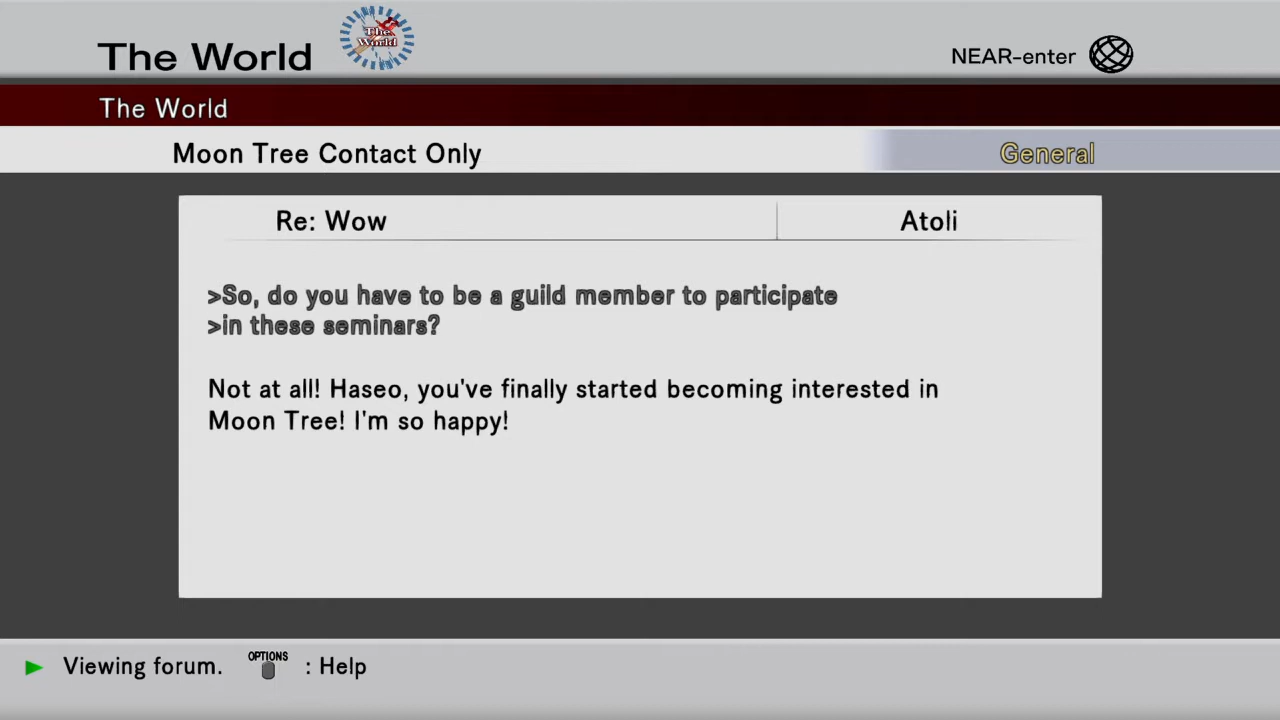 The World
The
World
NEAR-enter
The World
Moon Tree Contact Only
General
Re: Wow
Atoli
>So, do you have to be a guild member to participate
>in these seminars?
Not at all! Haseo, you've finally started becoming interested in
Moon Tree! I'm so happy!
Viewing forum.
OPTIONS
: Help